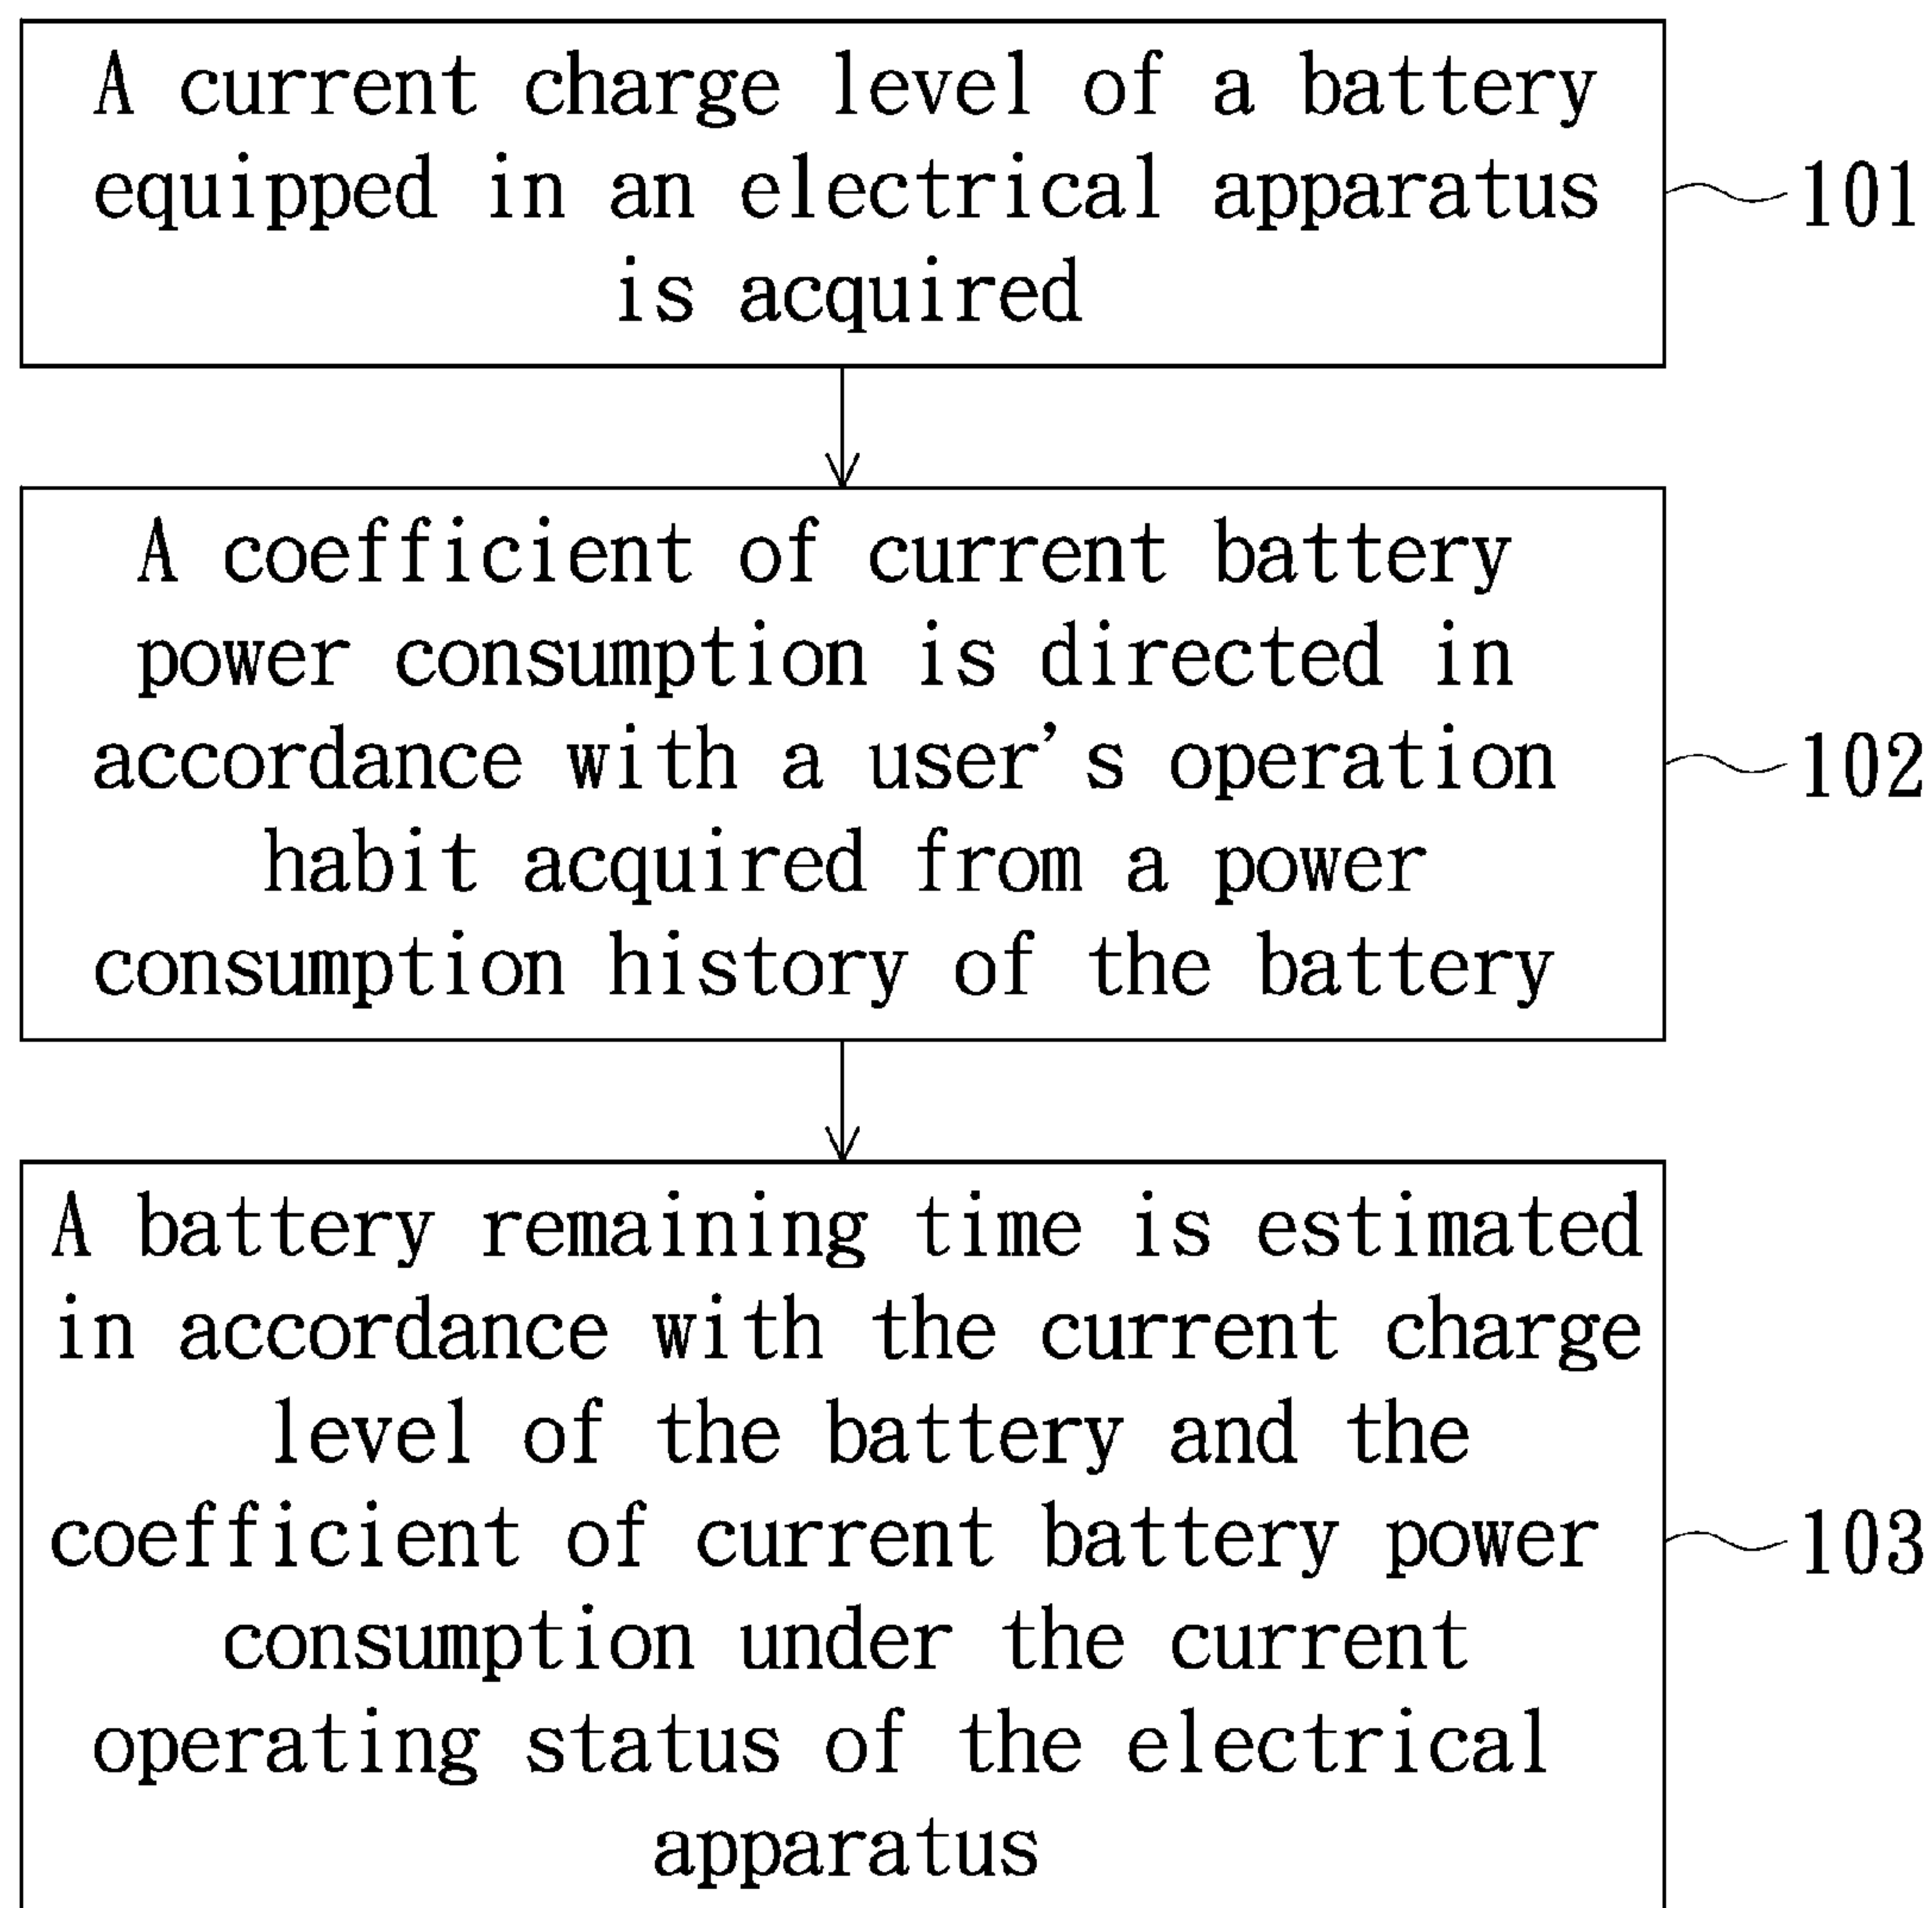 A current charge level of a battery
equipped in an electrical apparatus
is acquired
101
A coefficient of current battery
power consumption is directed in
accordance with a user's operation
habit acquired from a power
consumption history of the battery
102
A battery remaining time is estimated
in accordance with the current charge
level of the battery and the
coefficient of current battery power
consumption under the current
operating status of the electrical
apparatus
103